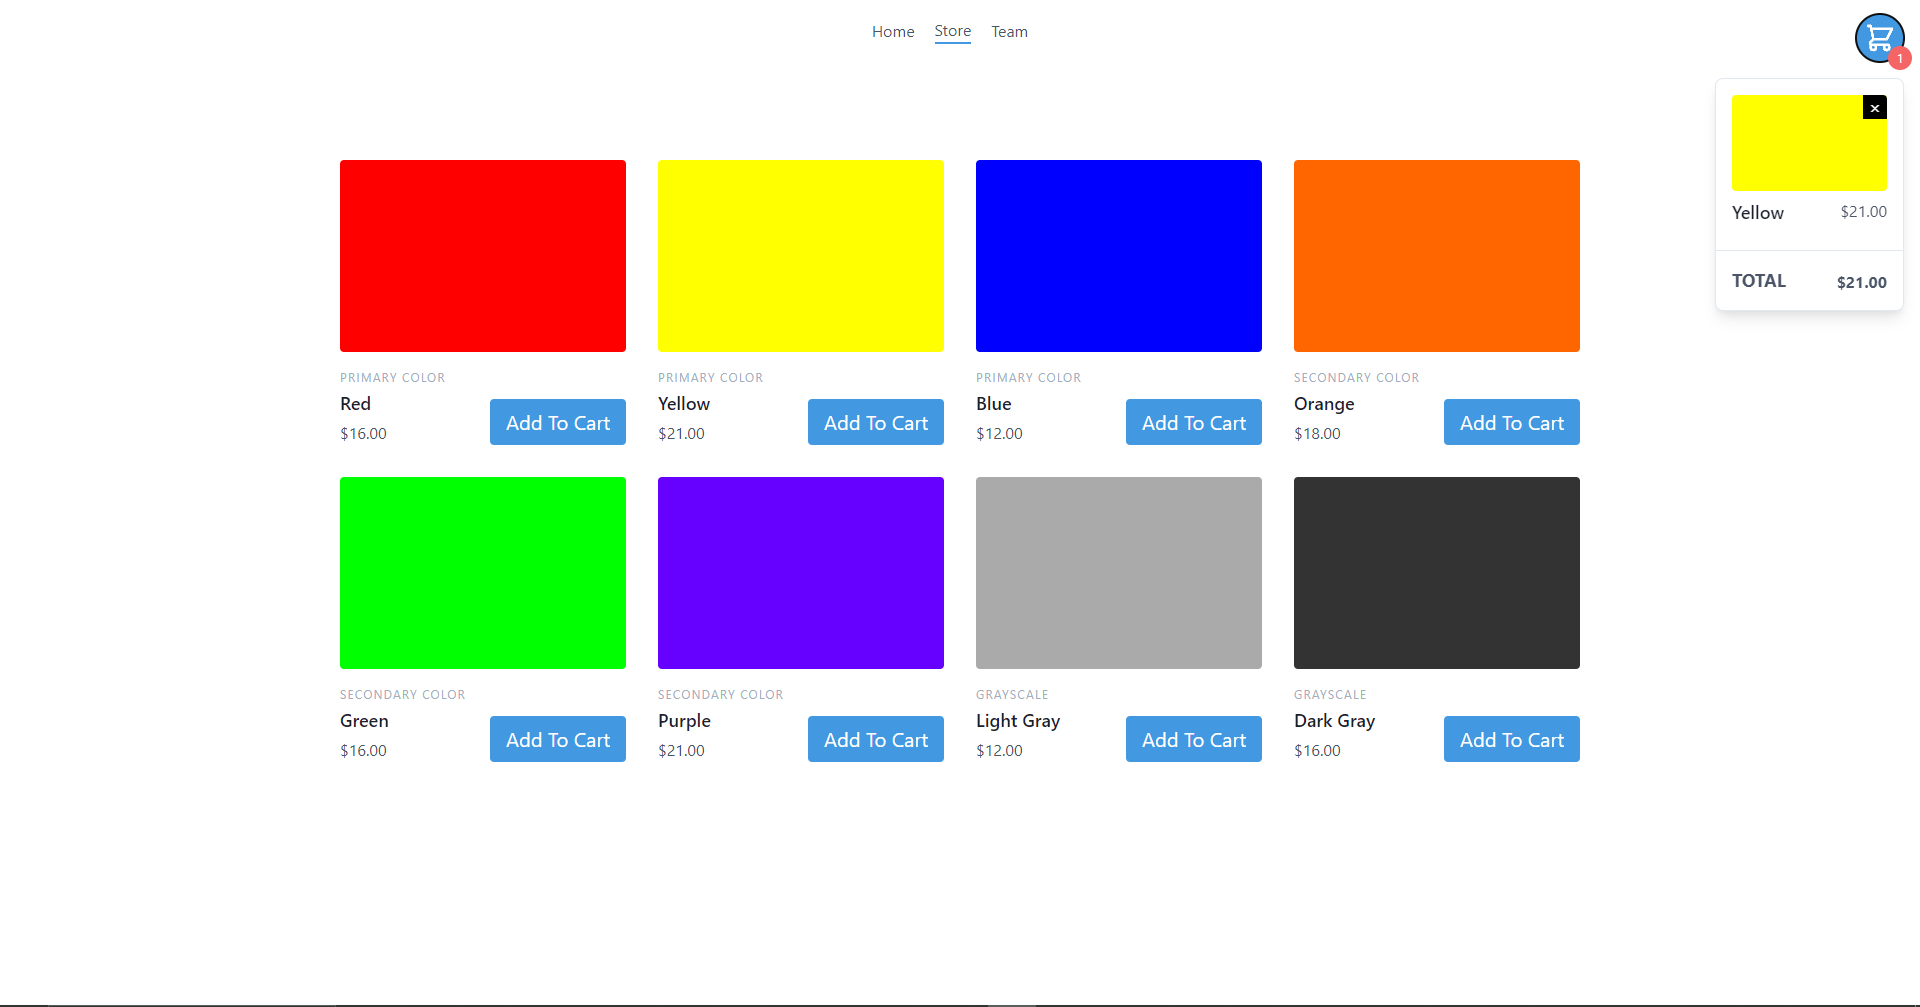 Home Store Team
1
×
Yellow $21.00
TOTAL $21.00
PRIMARY COLOR
Red
$16.00
Add To Cart
PRIMARY COLOR
Yellow
$21.00
Add To Cart
PRIMARY COLOR
Blue
$12.00
Add To Cart
SECONDARY COLOR
Orange
$18.00
Add To Cart
SECONDARY COLOR
Green
$16.00
Add To Cart
SECONDARY COLOR
Purple
$21.00
Add To Cart
GRAYSCALE
Light Gray
$12.00
Add To Cart
GRAYSCALE
Dark Gray
$16.00
Add To Cart